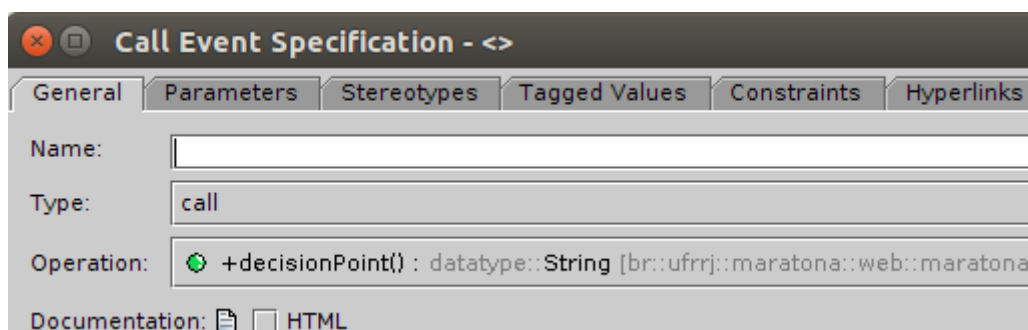 Call Event Specification - <>
General Parameters Stereotypes Tagged Values Constraints Hyperlinks
Name:
Type: call
Operation: +decisionPoint() : datatype::String [br::ufrrj::maratona::web::maratona
Documentation: HTML